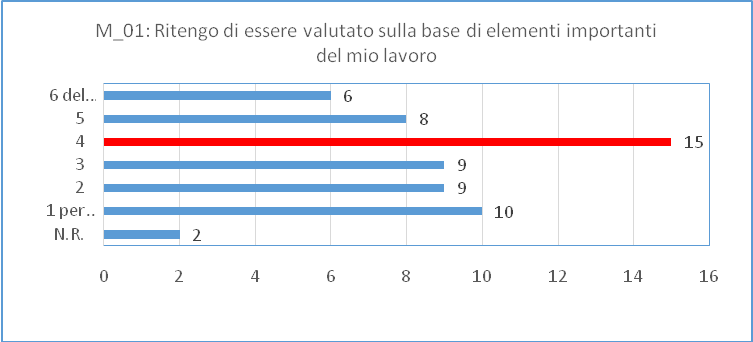 M_01: Ritengo di essere valutato sulla base di elementi importanti
del mio lavoro
6 del... 6
5 8
4 15
3 9
2 9
1 per.. 10
N.R. 2
0 2 4 6 8 10 12 14 16